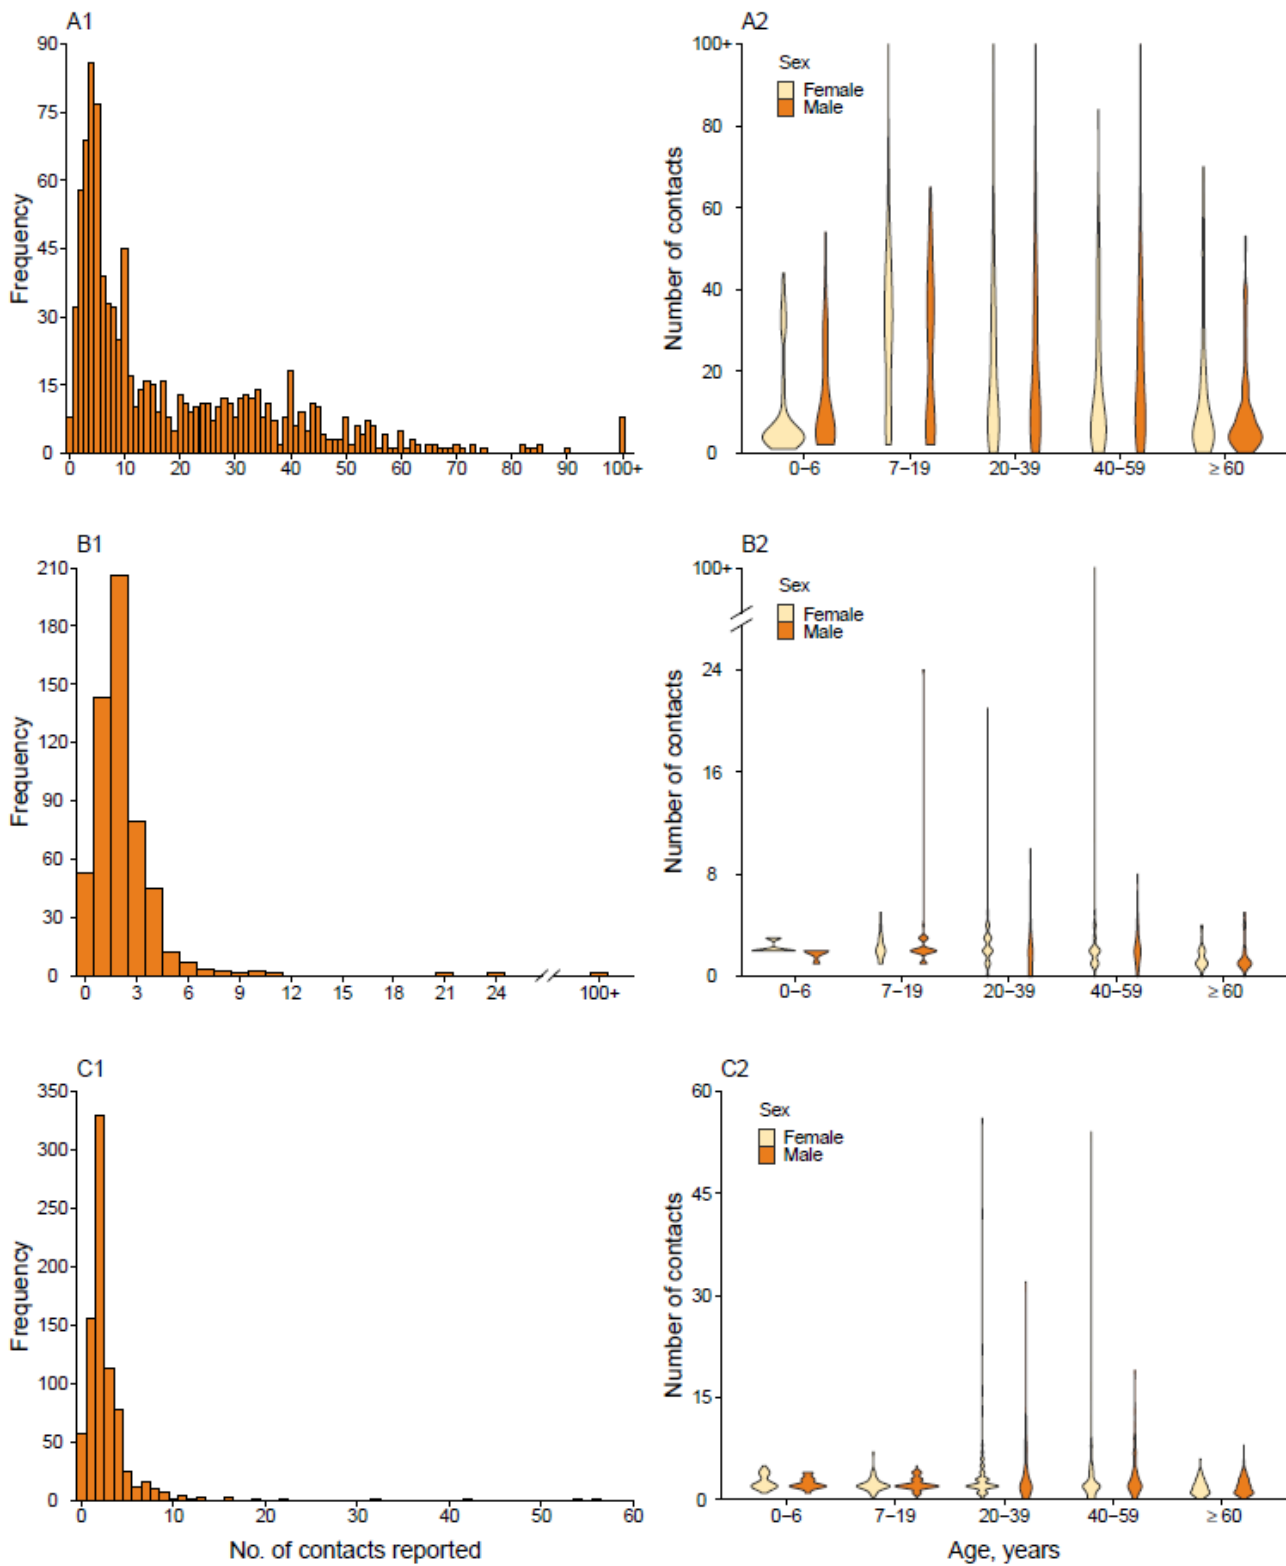 A1
90
75
60
45
30
15
0
Frequency
0 10 20 30 40 50 60 70 80 90 100+
A2
100+
80
60
40
20
0
Number of contacts
Sex
Female
Male
0–6 7–19 20–39 40–59 ≥ 60
B1
210
180
150
120
90
60
30
0
Frequency
0 3 6 9 12 15 18 21 24 100+
B2
100+
24
16
8
0
Number of contacts
Sex
Female
Male
0–6 7–19 20–39 40–59 ≥ 60
C1
350
300
250
200
150
100
50
0
Frequency
0 10 20 30 40 50 60
No. of contacts reported
C2
60
45
30
15
0
Number of contacts
Sex
Female
Male
0–6 7–19 20–39 40–59 ≥ 60
Age, years